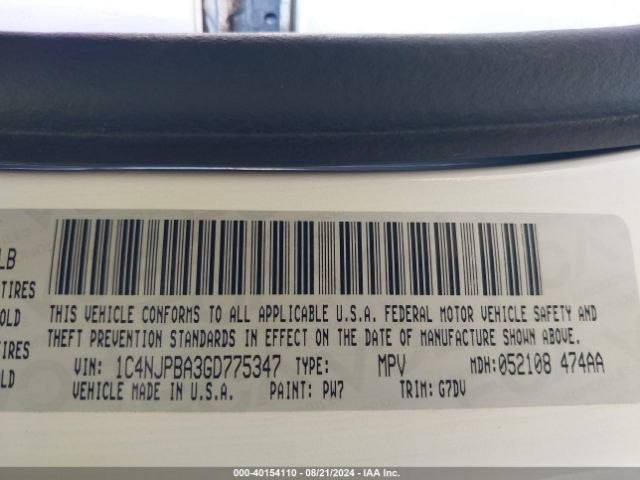 LB
TIRES
OLD
IRES
LD
THIS VEHICLE CONFORMS TO ALL APPLICABLE U.S.A. FEDERAL MOTOR VEHICLE SAFETY AND
THEFT PREVENTION STANDARDS IN EFFECT ON THE DATE OF MANUFACTURE SHOWN ABOVE.
VIN: 1C4NJPBA3GD775347 TYPE: MPV MDH:052108 474AA
VEHICLE MADE IN U.S.A. PAINT: PW7 TRIM: G7DV
000-40154110 - 08/21/2024 - IAA Inc.